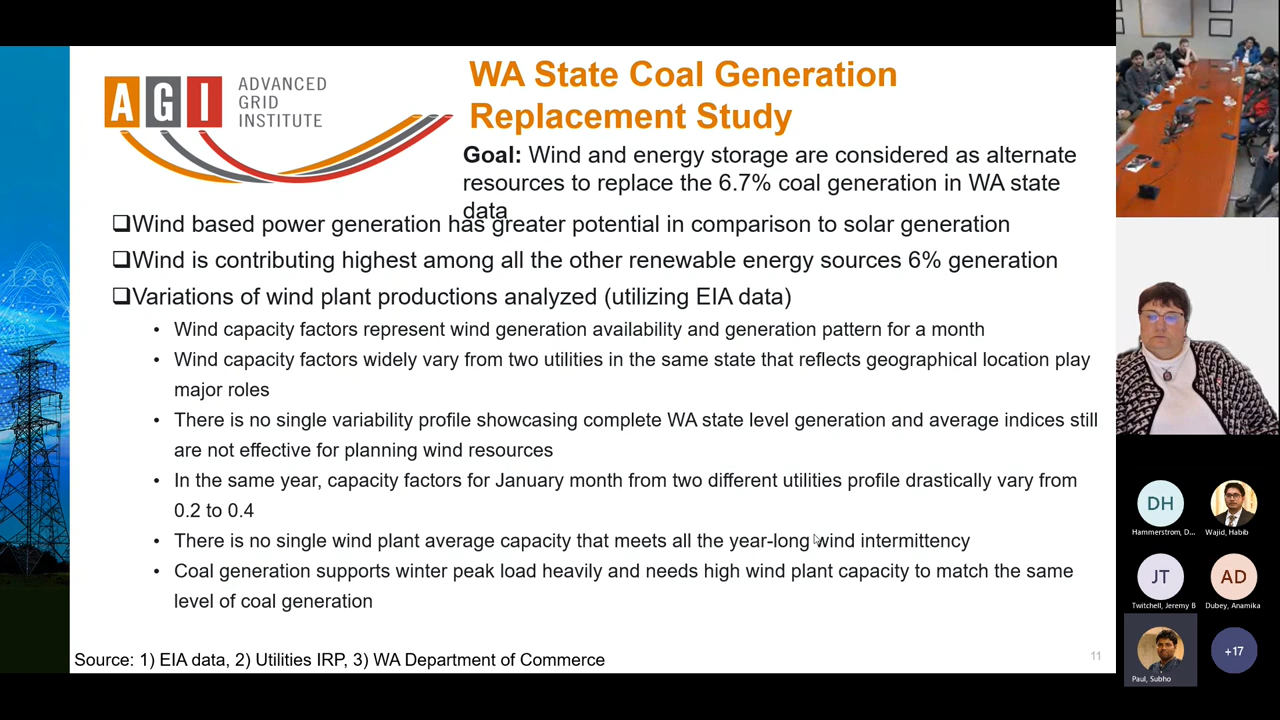 AGI
ADVANCED
GRID
INSTITUTE
WA State Coal Generation
Replacement Study
Goal: Wind and energy storage are considered as alternate
resources to replace the 6.7% coal generation in WA state
data
❑Wind based power generation has greater potential in comparison to solar generation
❑Wind is contributing highest among all the other renewable energy sources 6% generation
❑Variations of wind plant productions analyzed (utilizing EIA data)
• Wind capacity factors represent wind generation availability and generation pattern for a month
• Wind capacity factors widely vary from two utilities in the same state that reflects geographical location play
major roles
• There is no single variability profile showcasing complete WA state level generation and average indices still
are not effective for planning wind resources
• In the same year, capacity factors for January month from two different utilities profile drastically vary from
0.2 to 0.4
• There is no single wind plant average capacity that meets all the year-long wind intermittency
• Coal generation supports winter peak load heavily and needs high wind plant capacity to match the same
level of coal generation
Source: 1) EIA data, 2) Utilities IRP, 3) WA Department of Commerce
11
DH
Hammerstrom, D...
Wajid, Habib
JT
Twitchell, Jeremy B
AD
Dubey, Anamika
Paul, Subho
+17